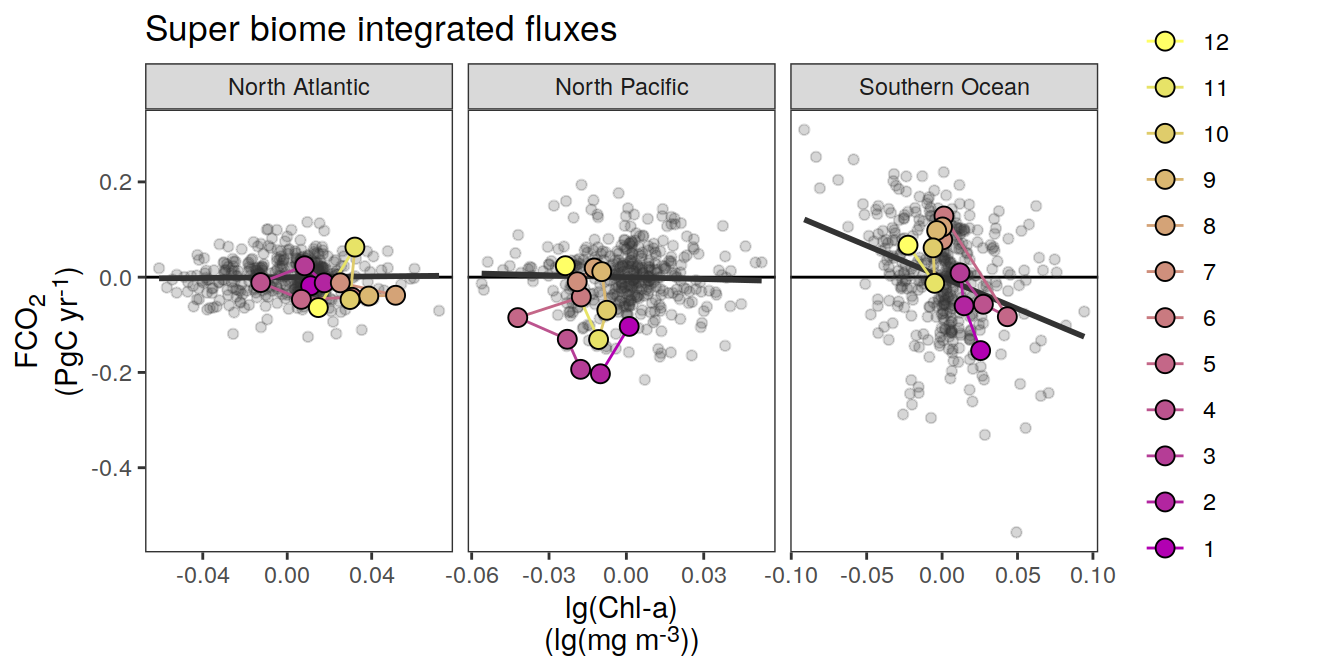 Super biome integrated fluxes
North Atlantic
North Pacific
Southern Ocean
FCO₂
(PgC yr⁻¹)
0.2
0.0
-0.2
-0.4
-0.04 0.00 0.04
-0.06 -0.03 0.00 0.03
-0.10 -0.05 0.00 0.05 0.10
lg(Chl-a)
(lg(mg m⁻³))
12
11
10
9
8
7
6
5
4
3
2
1